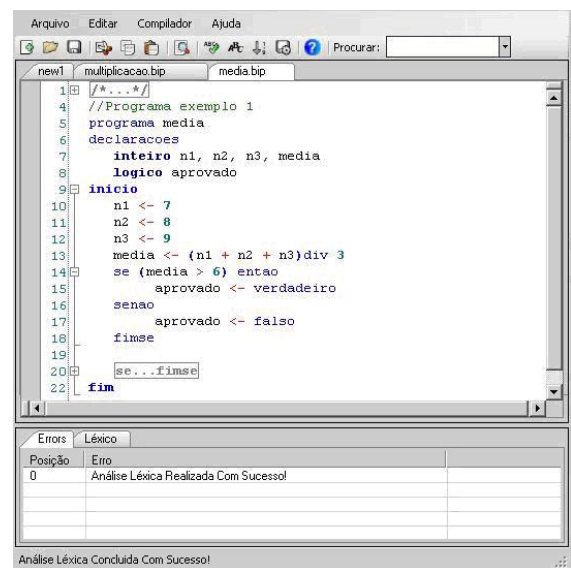 Arquivo Editar Compilador Ajuda
Procurar:
new1 multiplicacao.bip media.bip
1 /*...*/
4 //Programa exemplo 1
5 programa media
6 declaracoes
7 inteiro n1, n2, n3, media
8 logico aprovado
9 inicio
10 n1 <- 7
11 n2 <- 8
12 n3 <- 9
13 media <- (n1 + n2 + n3)div 3
14 se (media > 6) entao
15 aprovado <- verdadeiro
16 senao
17 aprovado <- falso
18 fimse
19
20 se...fimse
22 fim
Errors Léxico
Posição Erro
0 Análise Léxica Realizada Com Sucesso!
Análise Léxica Concluida Com Sucesso!